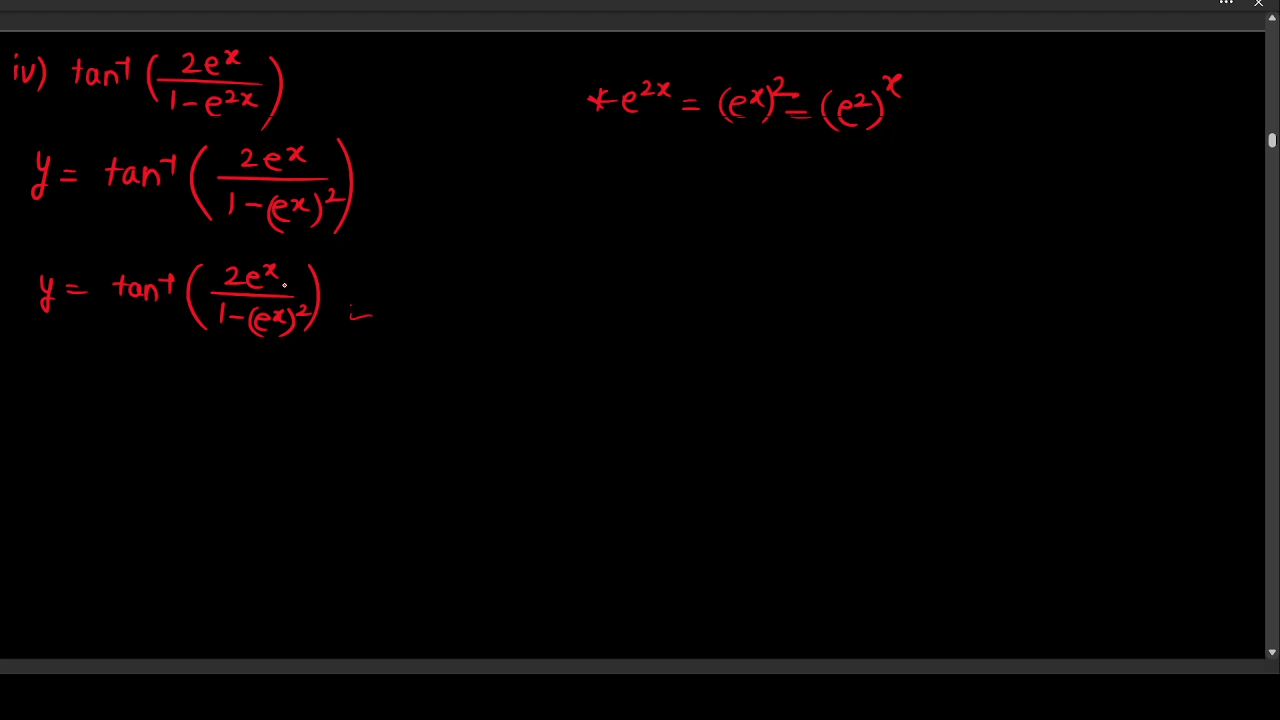 iv) tan⁻¹ (2eˣ / 1 - e²ˣ)
* e²ˣ = (eˣ)² = (e²)ˣ
y = tan⁻¹ (2eˣ / 1 - (eˣ)²)
y = tan⁻¹ (2eˣ / 1 - (eˣ)²)